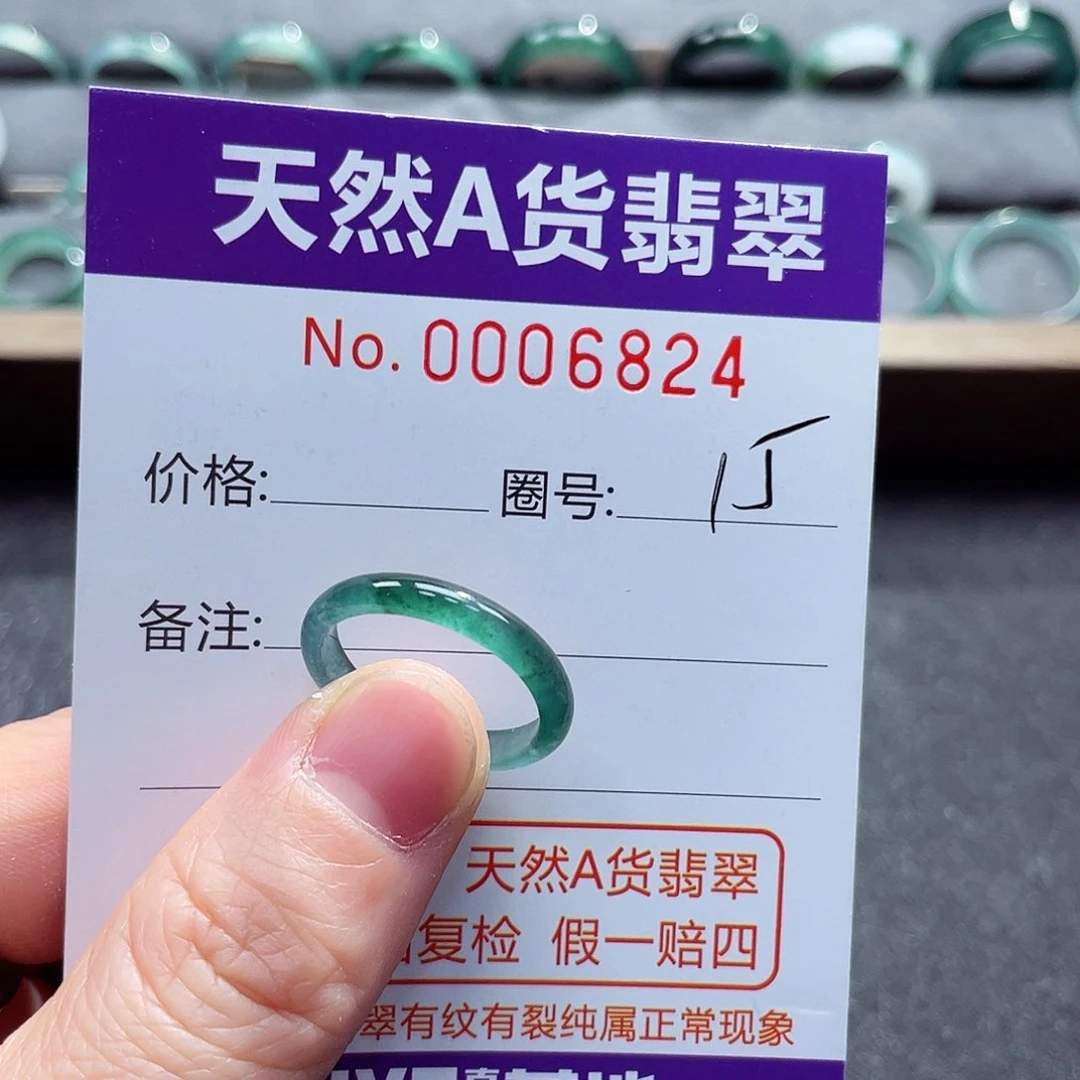 天然A货翡翠
No. 0006824
价格: 圈号: 15
备注:
天然A货翡翠
复检 假一赔四
翠有纹有裂纯属正常现象